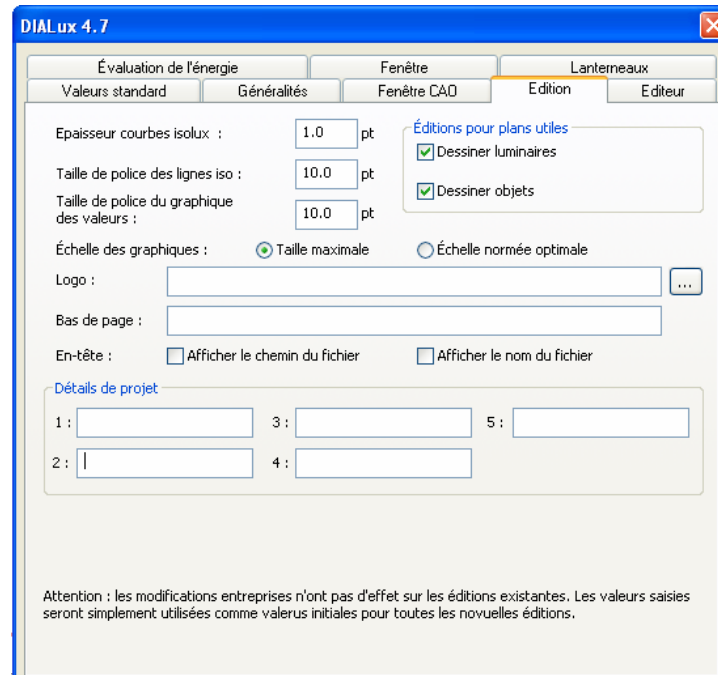 DIALux 4.7
Évaluation de l'énergie Fenêtre Lanterneaux
Valeurs standard Généralités Fenêtre CAO Edition Editeur
Epaisseur courbes isolux : 1.0 pt
Éditions pour plans utiles
Dessiner luminaires
Taille de police des lignes iso : 10.0 pt
Dessiner objets
Taille de police du graphique
des valeurs : 10.0 pt
Échelle des graphiques : Taille maximale Échelle normée optimale
Logo : ...
Bas de page :
En-tête : Afficher le chemin du fichier Afficher le nom du fichier
Détails de projet
1 : 3 : 5 :
2 : 4 :
Attention : les modifications entreprises n'ont pas d'effet sur les éditions existantes. Les valeurs saisies
seront simplement utilisées comme valerus initiales pour toutes les novuelles éditions.